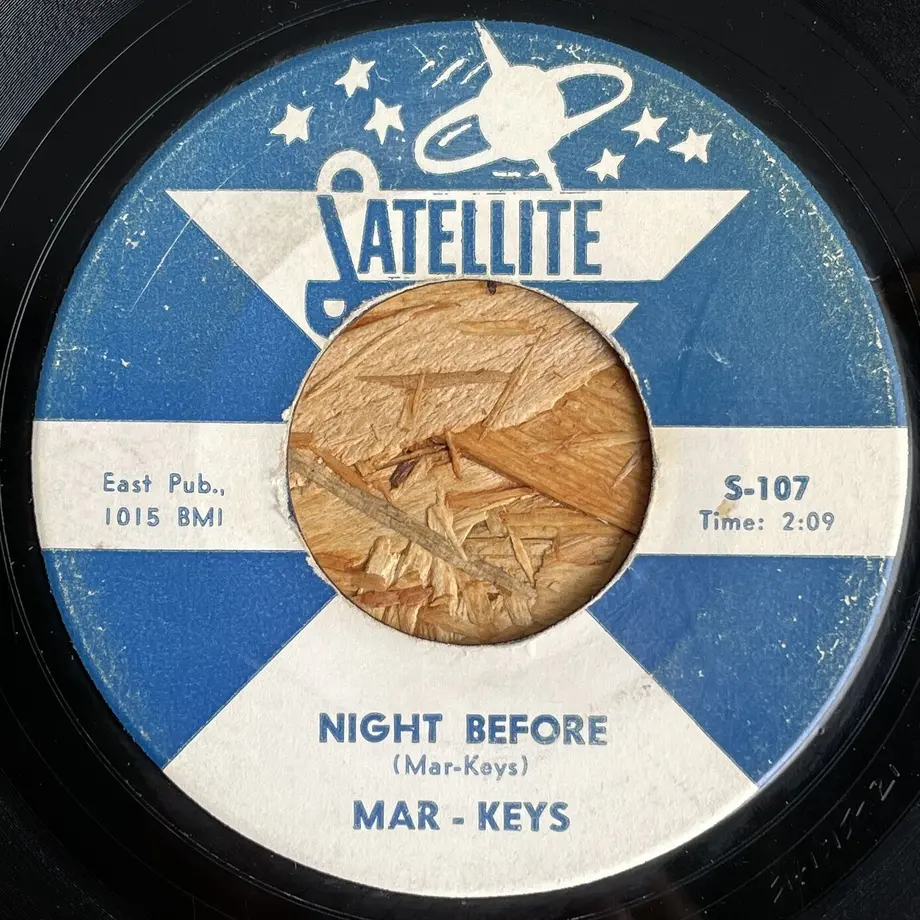 SATELLITE
East Pub.,
1015 BMI
S-107
Time: 2:09
NIGHT BEFORE
(Mar-Keys)
MAR - KEYS